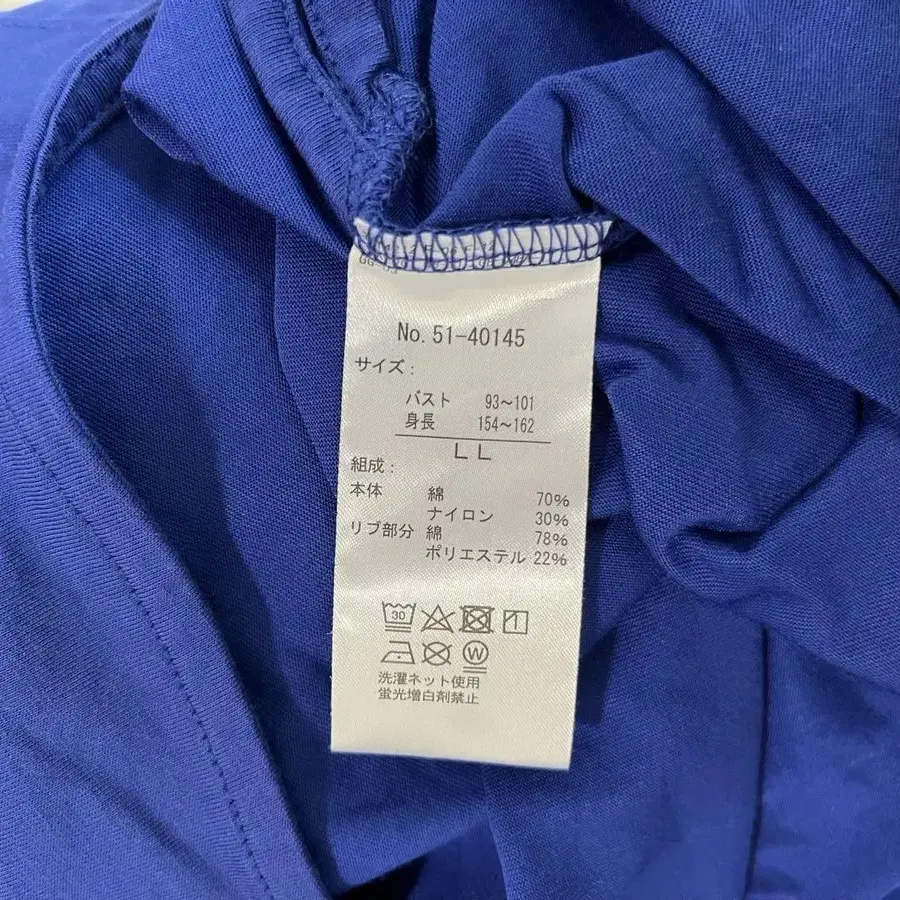 No. 51-40145
サイズ:
バスト 93～101
身長 154～162
LL
組成:
本体 綿 70%
ナイロン 30%
リブ部分 綿 78%
ポリエステル 22%
30
1
W
洗濯ネット使用
蛍光増白剤禁止